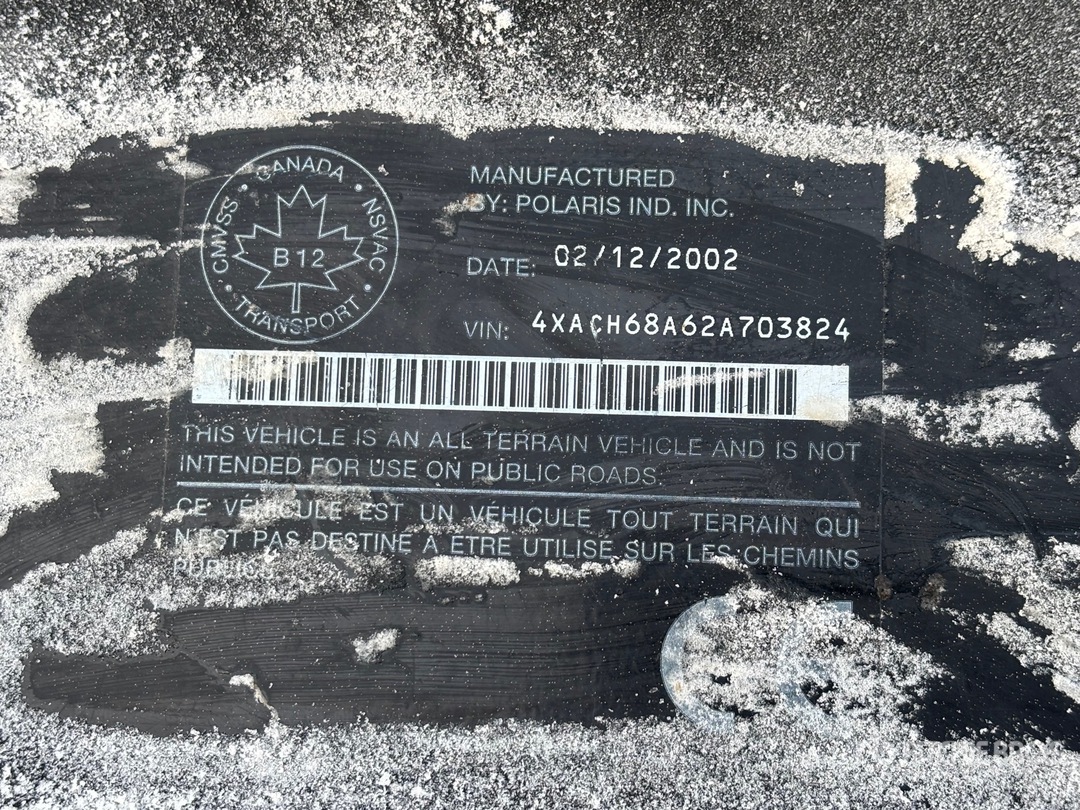 CANADA · NSVAC · TRANSPORT · CMVSS ·
B12
MANUFACTURED
BY: POLARIS IND. INC.
DATE: 02/12/2002
VIN: 4XACH68A62A703824
THIS VEHICLE IS AN ALL TERRAIN VEHICLE AND IS NOT
INTENDED FOR USE ON PUBLIC ROADS.
CE VÉHICULE EST UN VÉHICULE TOUT TERRAIN QUI
N'EST PAS DESTINÉ À ÊTRE UTILISÉ SUR LES CHEMINS
CE